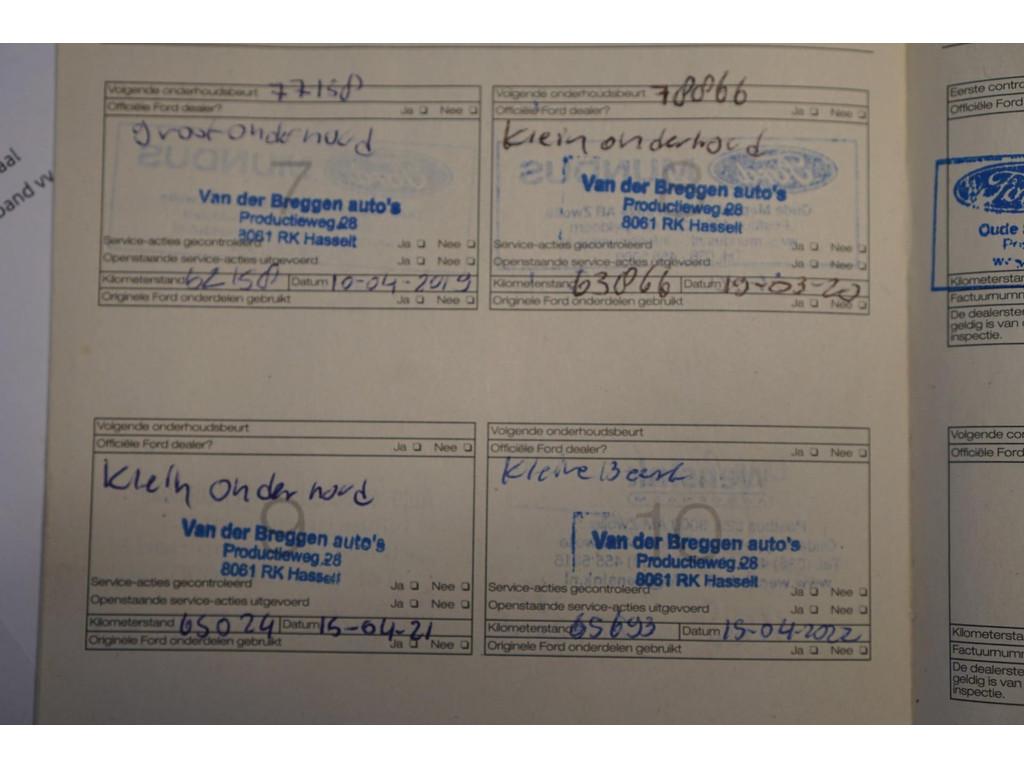 aal
band vv
Volgende onderhoudsbeurt 77158
Officiële Ford dealer? Ja Nee
groot onderhoud
7
Van der Breggen auto's
Productieweg 28
8061 RK Hasselt
Service-acties gecontroleerd Ja Nee
Openstaande service-acties uitgevoerd Ja Nee
Kilometerstand 62158 Datum 10-04-2019
Originele Ford onderdelen gebruikt Ja Nee
Volgende onderhoudsbeurt 78866
Officiële Ford dealer? Ja Nee
Klein onderhoud
Van der Breggen auto's
Productieweg 28
8061 RK Hasselt
Service-acties gecontroleerd Ja Nee
Openstaande service-acties uitgevoerd Ja Nee
Kilometerstand 63866 Datum 19-03-20
Originele Ford onderdelen gebruikt Ja Nee
Volgende onderhoudsbeurt
Officiële Ford dealer? Ja Nee
Klein onderhoud
9
Van der Breggen auto's
Productieweg 28
8061 RK Hasselt
Service-acties gecontroleerd Ja Nee
Openstaande service-acties uitgevoerd Ja Nee
Kilometerstand 65024 Datum 15-04-21
Originele Ford onderdelen gebruikt Ja Nee
Volgende onderhoudsbeurt
Officiële Ford dealer? Ja Nee
Kleine Beurt
10
Van der Breggen auto's
Productieweg 28
8061 RK Hasselt
Service-acties gecontroleerd Ja Nee
Openstaande service-acties uitgevoerd Ja Nee
Kilometerstand 65693 Datum 15-04-2022
Originele Ford onderdelen gebruikt Ja Nee
Eerste contro
Officiële Ford
Oude
Kilometerstan
Factuurnumm
De dealerste
geldig is van
inspectie.
Volgende con
Officiële Ford
Kilometersta
Factuurnumm
De dealerste
geldig is van
inspectie.